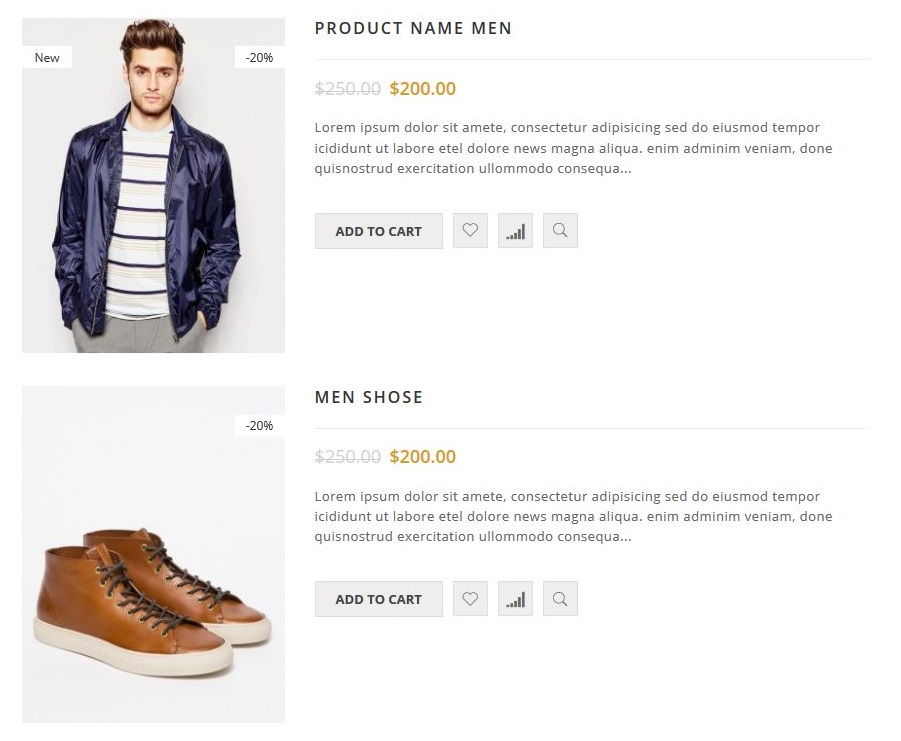 New
-20%
PRODUCT NAME MEN
$250.00 $200.00
Lorem ipsum dolor sit amete, consectetur adipisicing sed do eiusmod tempor
icididunt ut labore etel dolore news magna aliqua. enim adminim veniam, done
quisnostrud exercitation ullommodo consequa...
ADD TO CART
-20%
MEN SHOSE
$250.00 $200.00
Lorem ipsum dolor sit amete, consectetur adipisicing sed do eiusmod tempor
icididunt ut labore etel dolore news magna aliqua. enim adminim veniam, done
quisnostrud exercitation ullommodo consequa...
ADD TO CART